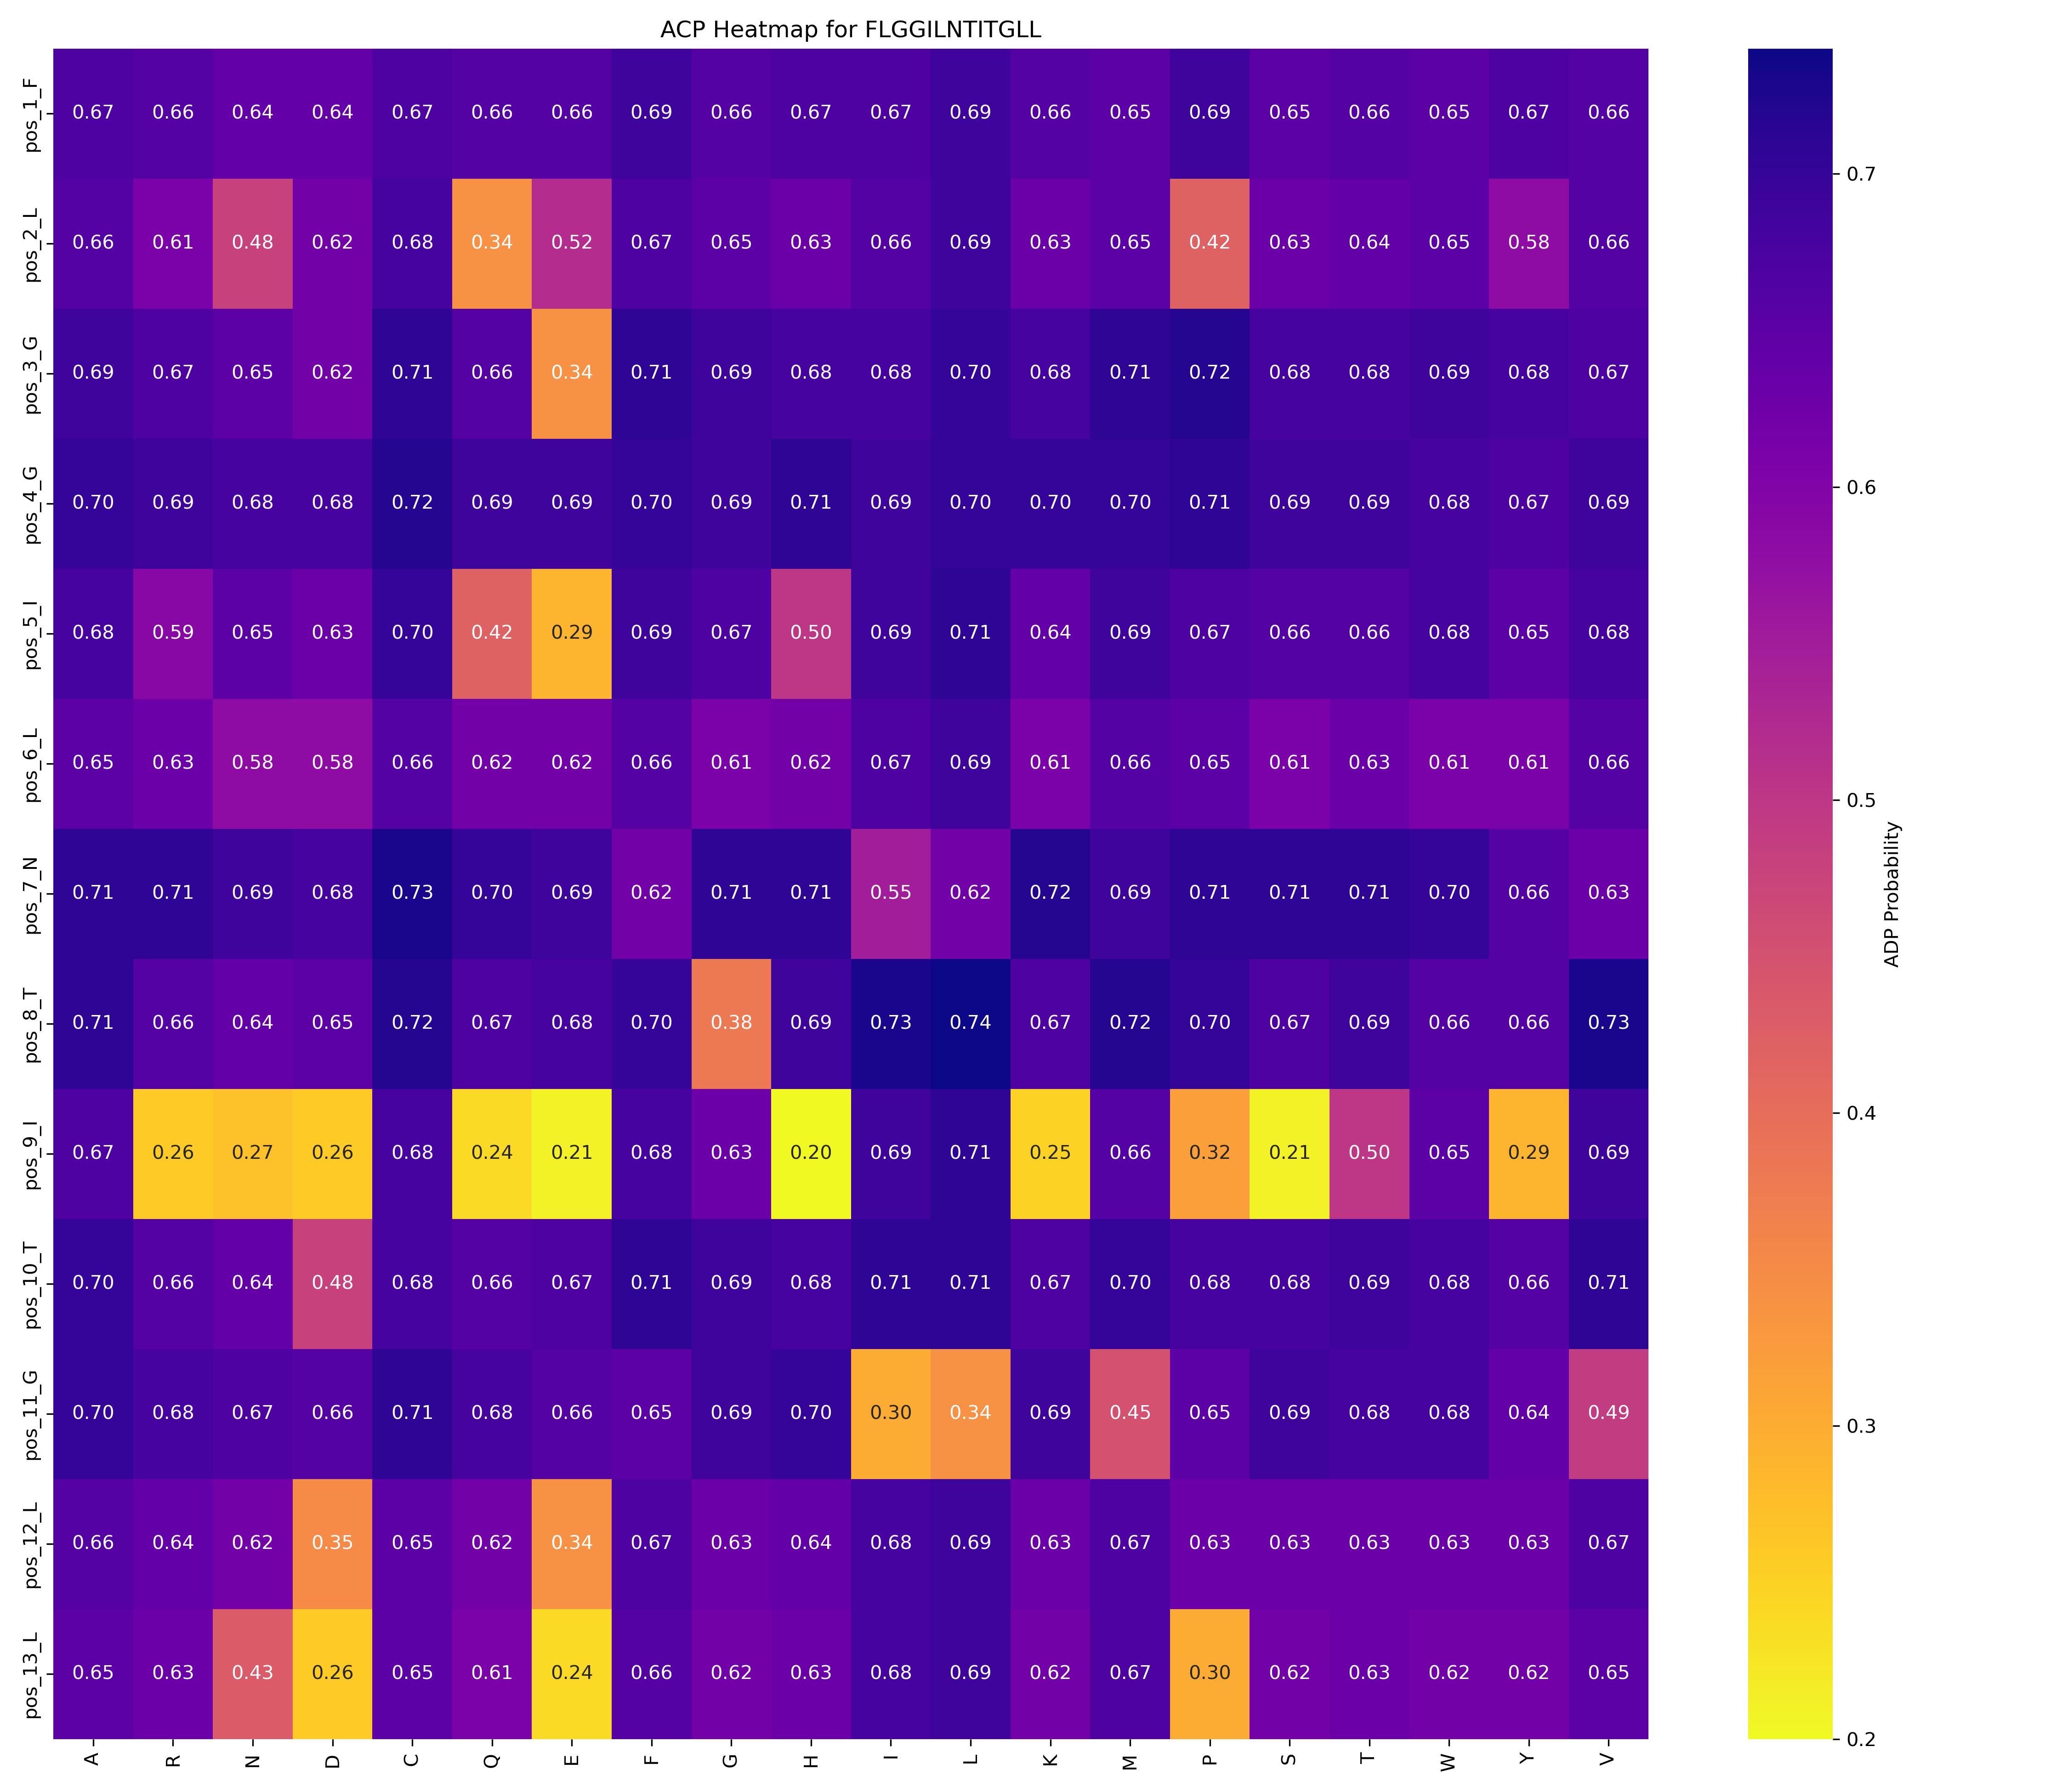 ACP Heatmap for FLGGILNTITGLL
pos_1_F 0.67 0.66 0.64 0.64 0.67 0.66 0.66 0.69 0.66 0.67 0.67 0.69 0.66 0.65 0.69 0.65 0.66 0.65 0.67 0.66
pos_2_L 0.66 0.61 0.48 0.62 0.68 0.34 0.52 0.67 0.65 0.63 0.66 0.69 0.63 0.65 0.42 0.63 0.64 0.65 0.58 0.66
pos_3_G 0.69 0.67 0.65 0.62 0.71 0.66 0.34 0.71 0.69 0.68 0.68 0.70 0.68 0.71 0.72 0.68 0.68 0.69 0.68 0.67
pos_4_G 0.70 0.69 0.68 0.68 0.72 0.69 0.69 0.70 0.69 0.71 0.69 0.70 0.70 0.70 0.71 0.69 0.69 0.68 0.67 0.69
pos_5_I 0.68 0.59 0.65 0.63 0.70 0.42 0.29 0.69 0.67 0.50 0.69 0.71 0.64 0.69 0.67 0.66 0.66 0.68 0.65 0.68
pos_6_L 0.65 0.63 0.58 0.58 0.66 0.62 0.62 0.66 0.61 0.62 0.67 0.69 0.61 0.66 0.65 0.61 0.63 0.61 0.61 0.66
pos_7_N 0.71 0.71 0.69 0.68 0.73 0.70 0.69 0.62 0.71 0.71 0.55 0.62 0.72 0.69 0.71 0.71 0.71 0.70 0.66 0.63
pos_8_T 0.71 0.66 0.64 0.65 0.72 0.67 0.68 0.70 0.38 0.69 0.73 0.74 0.67 0.72 0.70 0.67 0.69 0.66 0.66 0.73
pos_9_I 0.67 0.26 0.27 0.26 0.68 0.24 0.21 0.68 0.63 0.20 0.69 0.71 0.25 0.66 0.32 0.21 0.50 0.65 0.29 0.69
pos_10_T 0.70 0.66 0.64 0.48 0.68 0.66 0.67 0.71 0.69 0.68 0.71 0.71 0.67 0.70 0.68 0.68 0.69 0.68 0.66 0.71
pos_11_G 0.70 0.68 0.67 0.66 0.71 0.68 0.66 0.65 0.69 0.70 0.30 0.34 0.69 0.45 0.65 0.69 0.68 0.68 0.64 0.49
pos_12_L 0.66 0.64 0.62 0.35 0.65 0.62 0.34 0.67 0.63 0.64 0.68 0.69 0.63 0.67 0.63 0.63 0.63 0.63 0.63 0.67
pos_13_L 0.65 0.63 0.43 0.26 0.65 0.61 0.24 0.66 0.62 0.63 0.68 0.69 0.62 0.67 0.30 0.62 0.63 0.62 0.62 0.65
A R N D C Q E F G H I L K M P S T W Y V
0.7
0.6
0.5
0.4
0.3
0.2
ADP Probability